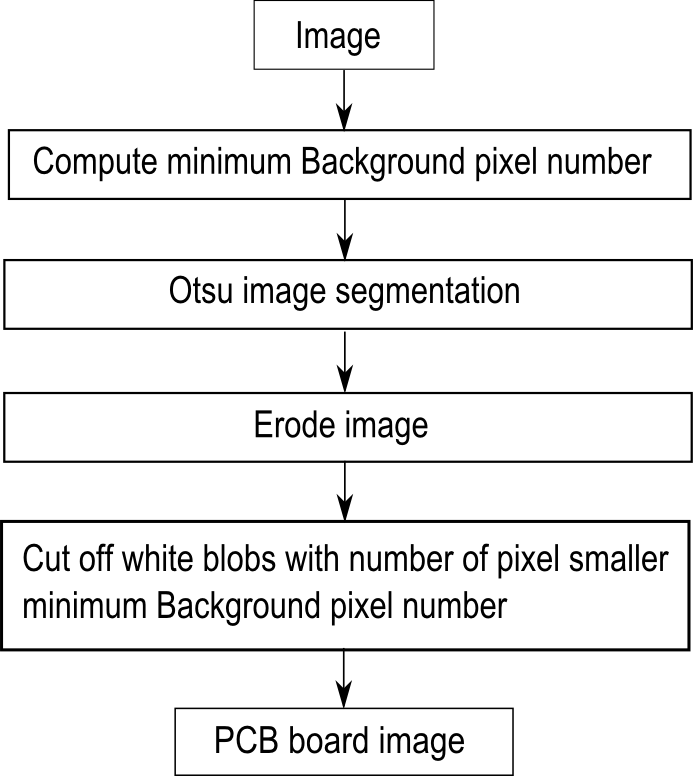 Image
Compute minimum Background pixel number
Otsu image segmentation
Erode image
Cut off white blobs with number of pixel smaller
minimum Background pixel number
PCB board image